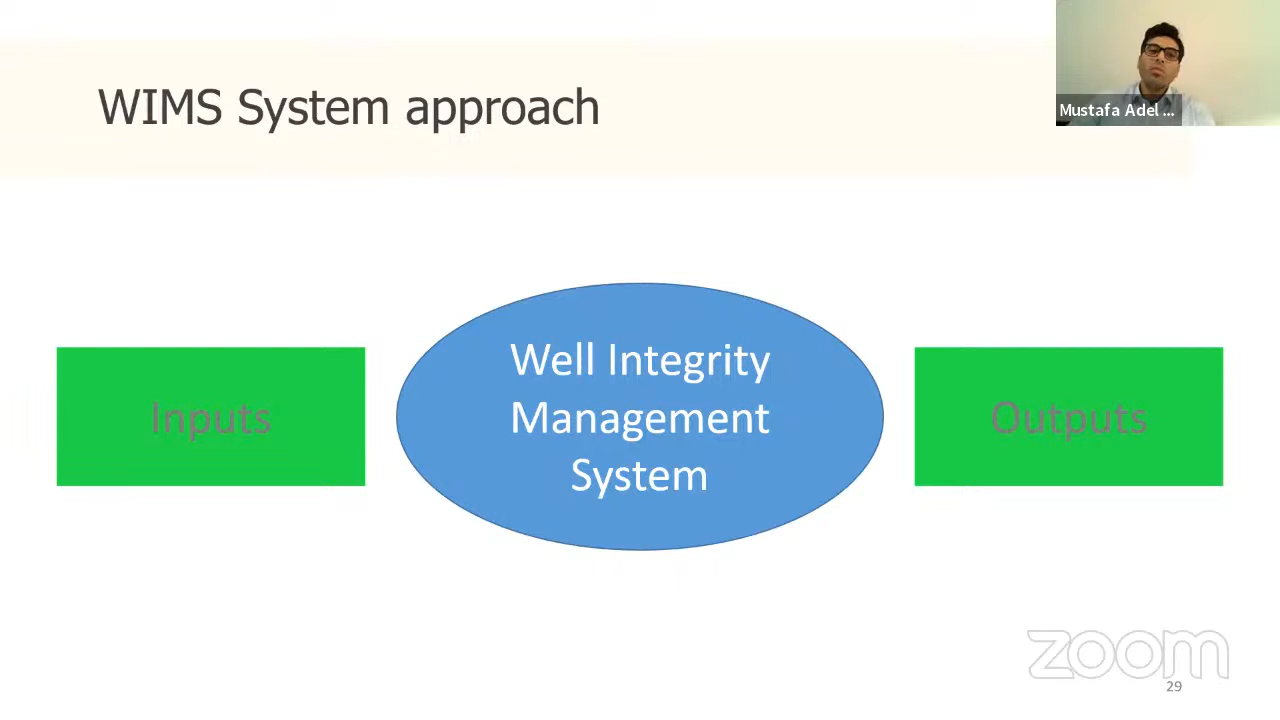 WIMS System approach
Mustafa Adel ...
Inputs
Well Integrity
Management
System
Outputs
zoom
29